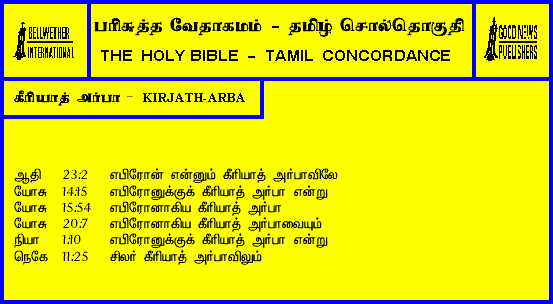 BELLWETHER
INTERNATIONAL
பரிசுத்த வேதாகமம் - தமிழ் சொல்தொகுதி
THE HOLY BIBLE - TAMIL CONCORDANCE
GOOD NEWS
PUBLISHERS
கீரியாத் அர்பா - KIRJATH-ARBA
ஆதி 23:2 எபிரோன் என்னும் கீரியாத் அர்பாவிலே
யோசு 14:15 எபிரோனுக்குக் கீரியாத் அர்பா என்று
யோசு 15:54 எபிரோனாகிய கீரியாத் அர்பா
யோசு 20:7 எபிரோனாகிய கீரியாத் அர்பாவையும்
நியா 1:10 எபிரோனுக்குக் கீரியாத் அர்பா என்று
நெகே 11:25 சிலர் கீரியாத் அர்பாவிலும்